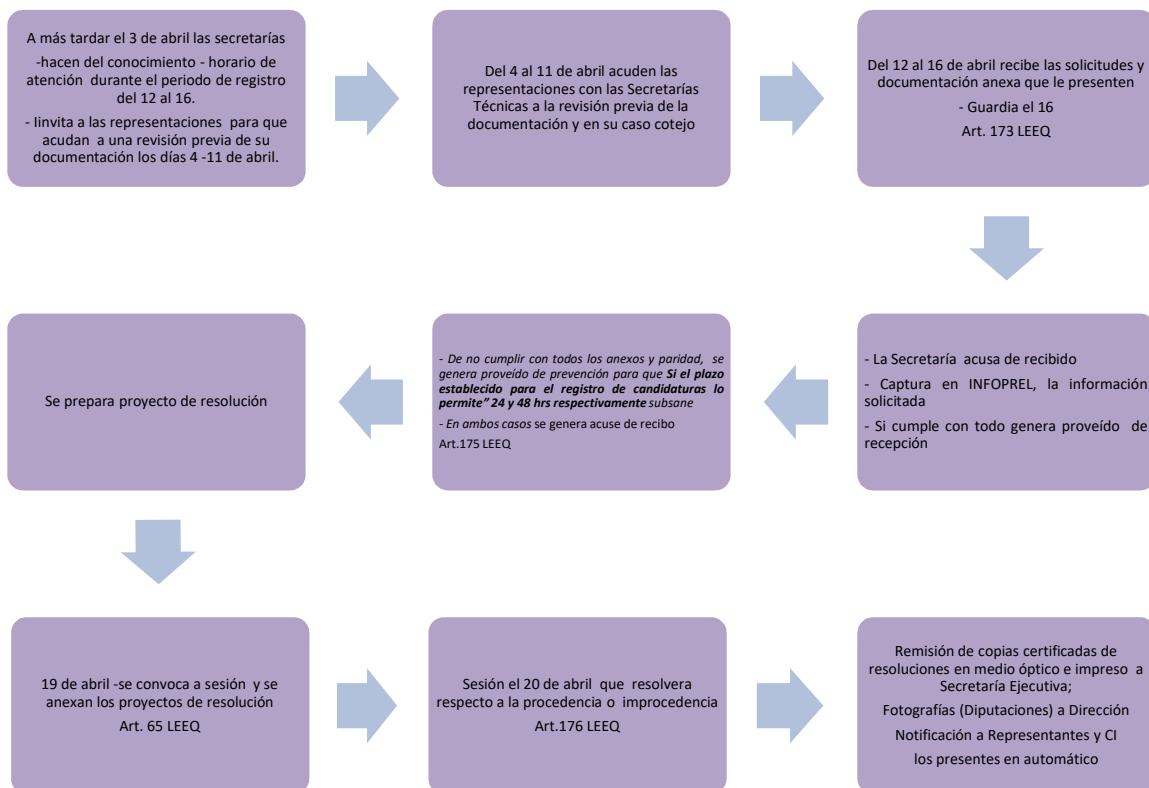 A más tardar el 3 de abril las secretarías
-hacen del conocimiento - horario de
atención durante el periodo de registro
del 12 al 16.
- Iinvita a las representaciones para que
acudan a una revisión previa de su
documentación los días 4 -11 de abril.
Del 4 al 11 de abril acuden las
representaciones con las Secretarías
Técnicas a la revisión previa de la
documentación y en su caso cotejo
Del 12 al 16 de abril recibe las solicitudes y
documentación anexa que le presenten
- Guardia el 16
Art. 173 LEEQ
- La Secretaría acusa de recibido
- Captura en INFOPREL, la información
solicitada
- Si cumple con todo genera proveído de
recepción
- De no cumplir con todos los anexos y paridad, se
genera proveído de prevención para que Si el plazo
establecido para el registro de candidaturas lo
permite” 24 y 48 hrs respectivamente subsane
- En ambos casos se genera acuse de recibo
Art.175 LEEQ
Se prepara proyecto de resolución
19 de abril -se convoca a sesión y se
anexan los proyectos de resolución
Art. 65 LEEQ
Sesión el 20 de abril que resolvera
respecto a la procedencia o improcedencia
Art.176 LEEQ
Remisión de copias certificadas de
resoluciones en medio óptico e impreso a
Secretaría Ejecutiva;
Fotografías (Diputaciones) a Dirección
Notificación a Representantes y CI
los presentes en automático